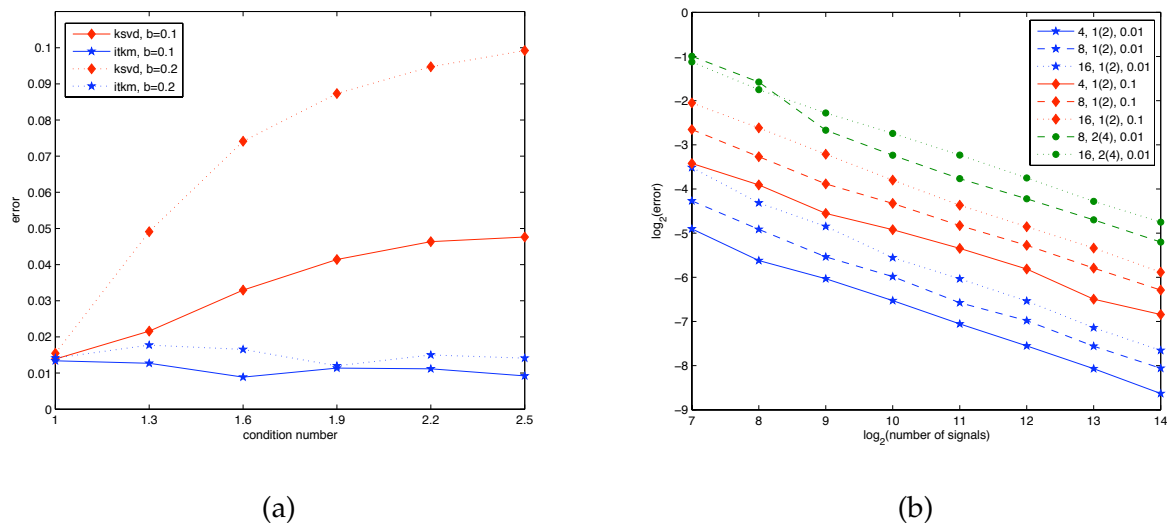 0.1
0.09
0.08
0.07
0.06
0.05
0.04
0.03
0.02
0.01
0
error
ksvd, b=0.1
itkm, b=0.1
ksvd, b=0.2
itkm, b=0.2
1 1.3 1.6 1.9 2.2 2.5
condition number
(a)
0
-1
-2
-3
-4
-5
-6
-7
-8
-9
log2(error)
4, 1(2), 0.01
8, 1(2), 0.01
16, 1(2), 0.01
4, 1(2), 0.1
8, 1(2), 0.1
16, 1(2), 0.1
8, 2(4), 0.01
16, 2(4), 0.01
7 8 9 10 11 12 13 14
log2(number of signals)
(b)